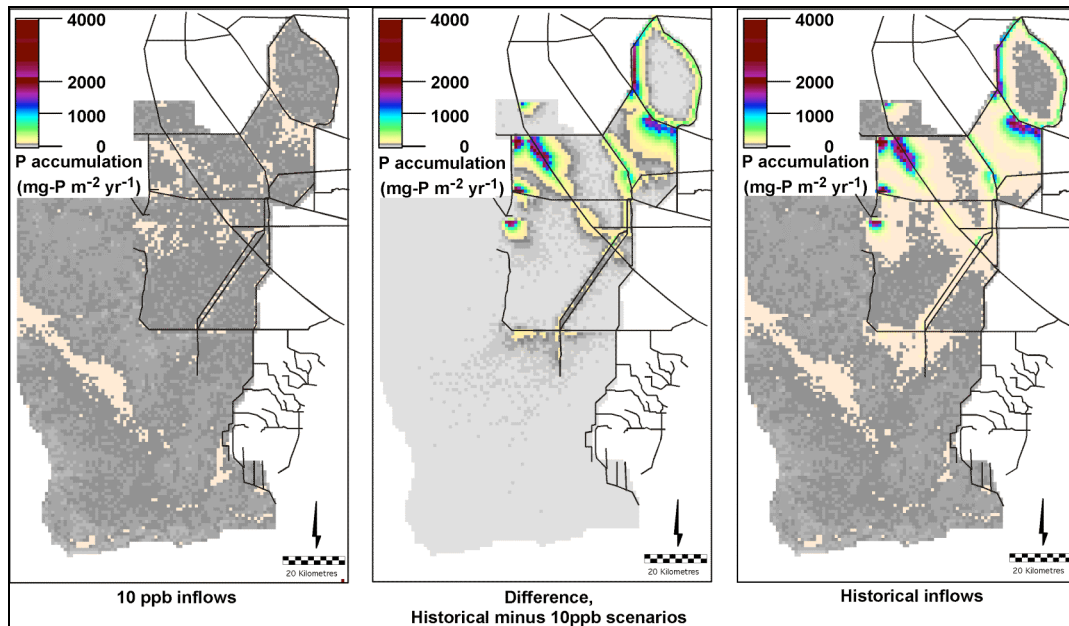 4000
2000
1000
0
P accumulation
(mg-P m⁻² yr⁻¹)
20 Kilometres
10 ppb inflows
4000
2000
1000
0
P accumulation
(mg-P m⁻² yr⁻¹)
20 Kilometres
Difference,
Historical minus 10ppb scenarios
4000
2000
1000
0
P accumulation
(mg-P m⁻² yr⁻¹)
20 Kilometres
Historical inflows